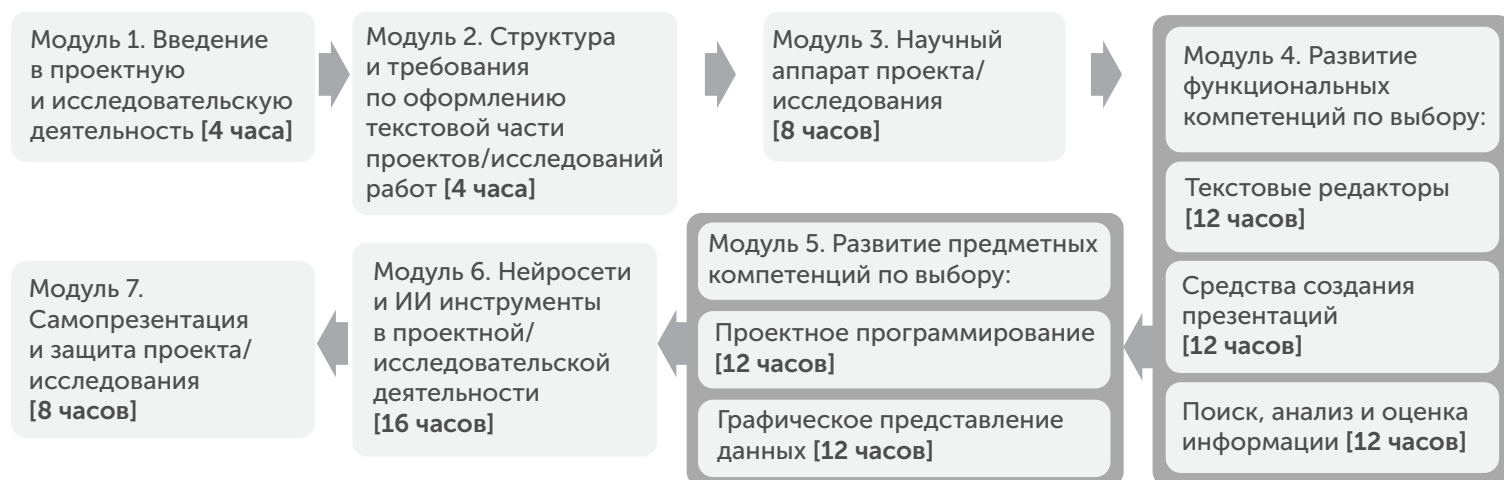 Модуль 1. Введение
в проектную
и исследовательскую
деятельность [4 часа]
Модуль 2. Структура
и требования
по оформлению
текстовой части
проектов/исследований
работ [4 часа]
Модуль 3. Научный
аппарат проекта/
исследования
[8 часов]
Модуль 4. Развитие
функциональных
компетенций по выбору:
Текстовые редакторы
[12 часов]
Средства создания
презентаций
[12 часов]
Поиск, анализ и оценка
информации [12 часов]
Модуль 5. Развитие предметных
компетенций по выбору:
Проектное программирование
[12 часов]
Графическое представление
данных [12 часов]
Модуль 6. Нейросети
и ИИ инструменты
в проектной/
исследовательской
деятельности
[16 часов]
Модуль 7.
Самопрезентация
и защита проекта/
исследования
[8 часов]